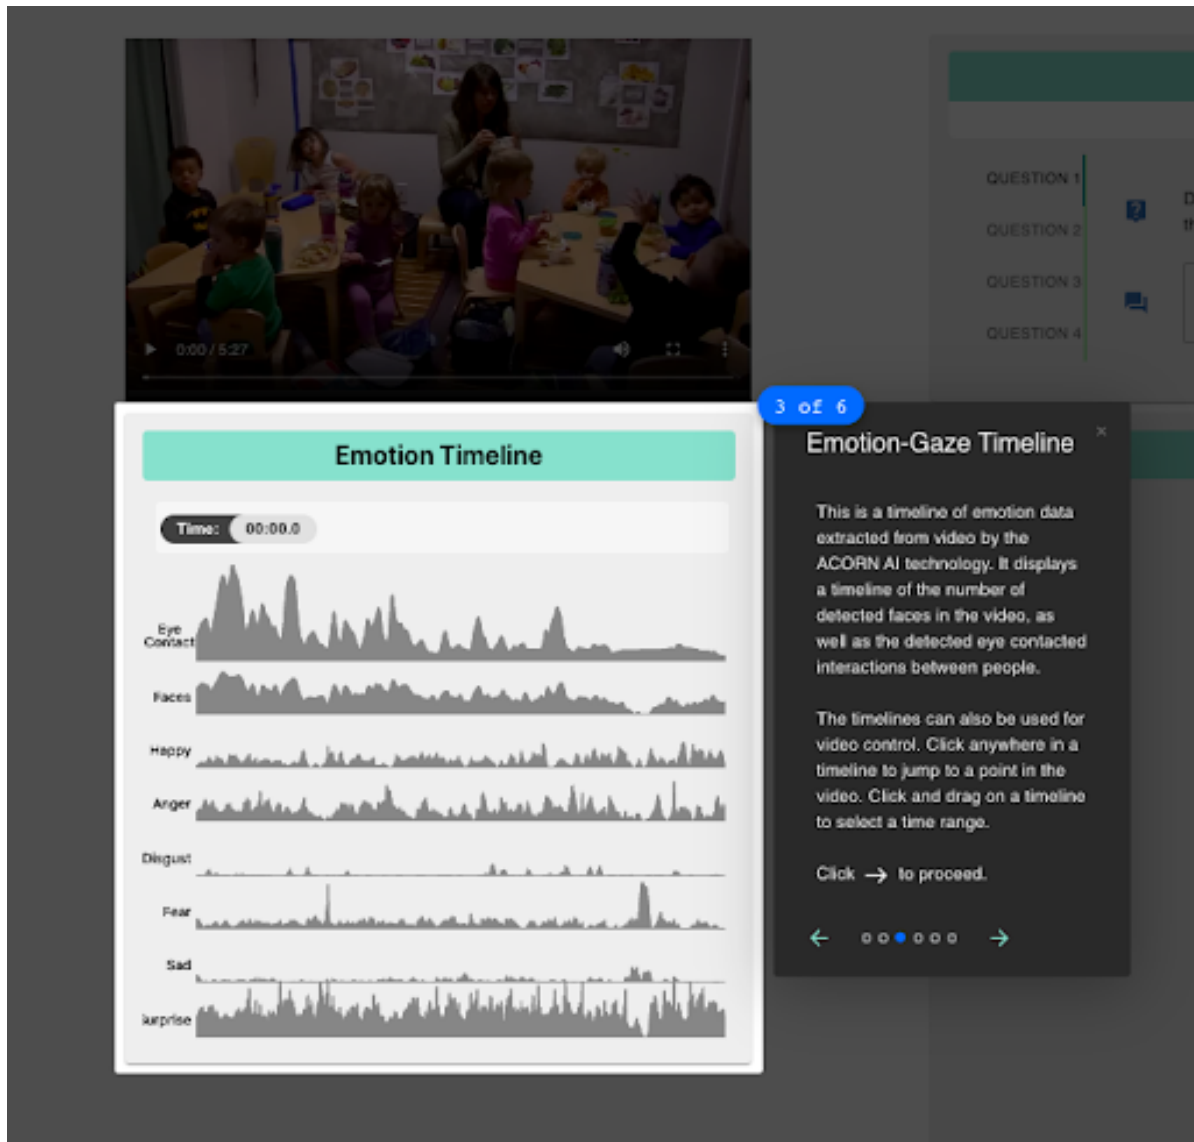 0:00 / 5:27
QUESTION 1
QUESTION 2
QUESTION 3
QUESTION 4
D
th
Emotion Timeline
Time: 00:00.0
Eye
Contact
Faces
Happy
Anger
Disgust
Fear
Sad
urprise
3 of 6
Emotion-Gaze Timeline
×
This is a timeline of emotion data
extracted from video by the
ACORN AI technology. It displays
a timeline of the number of
detected faces in the video, as
well as the detected eye contacted
interactions between people.
The timelines can also be used for
video control. Click anywhere in a
timeline to jump to a point in the
video. Click and drag on a timeline
to select a time range.
Click → to proceed.